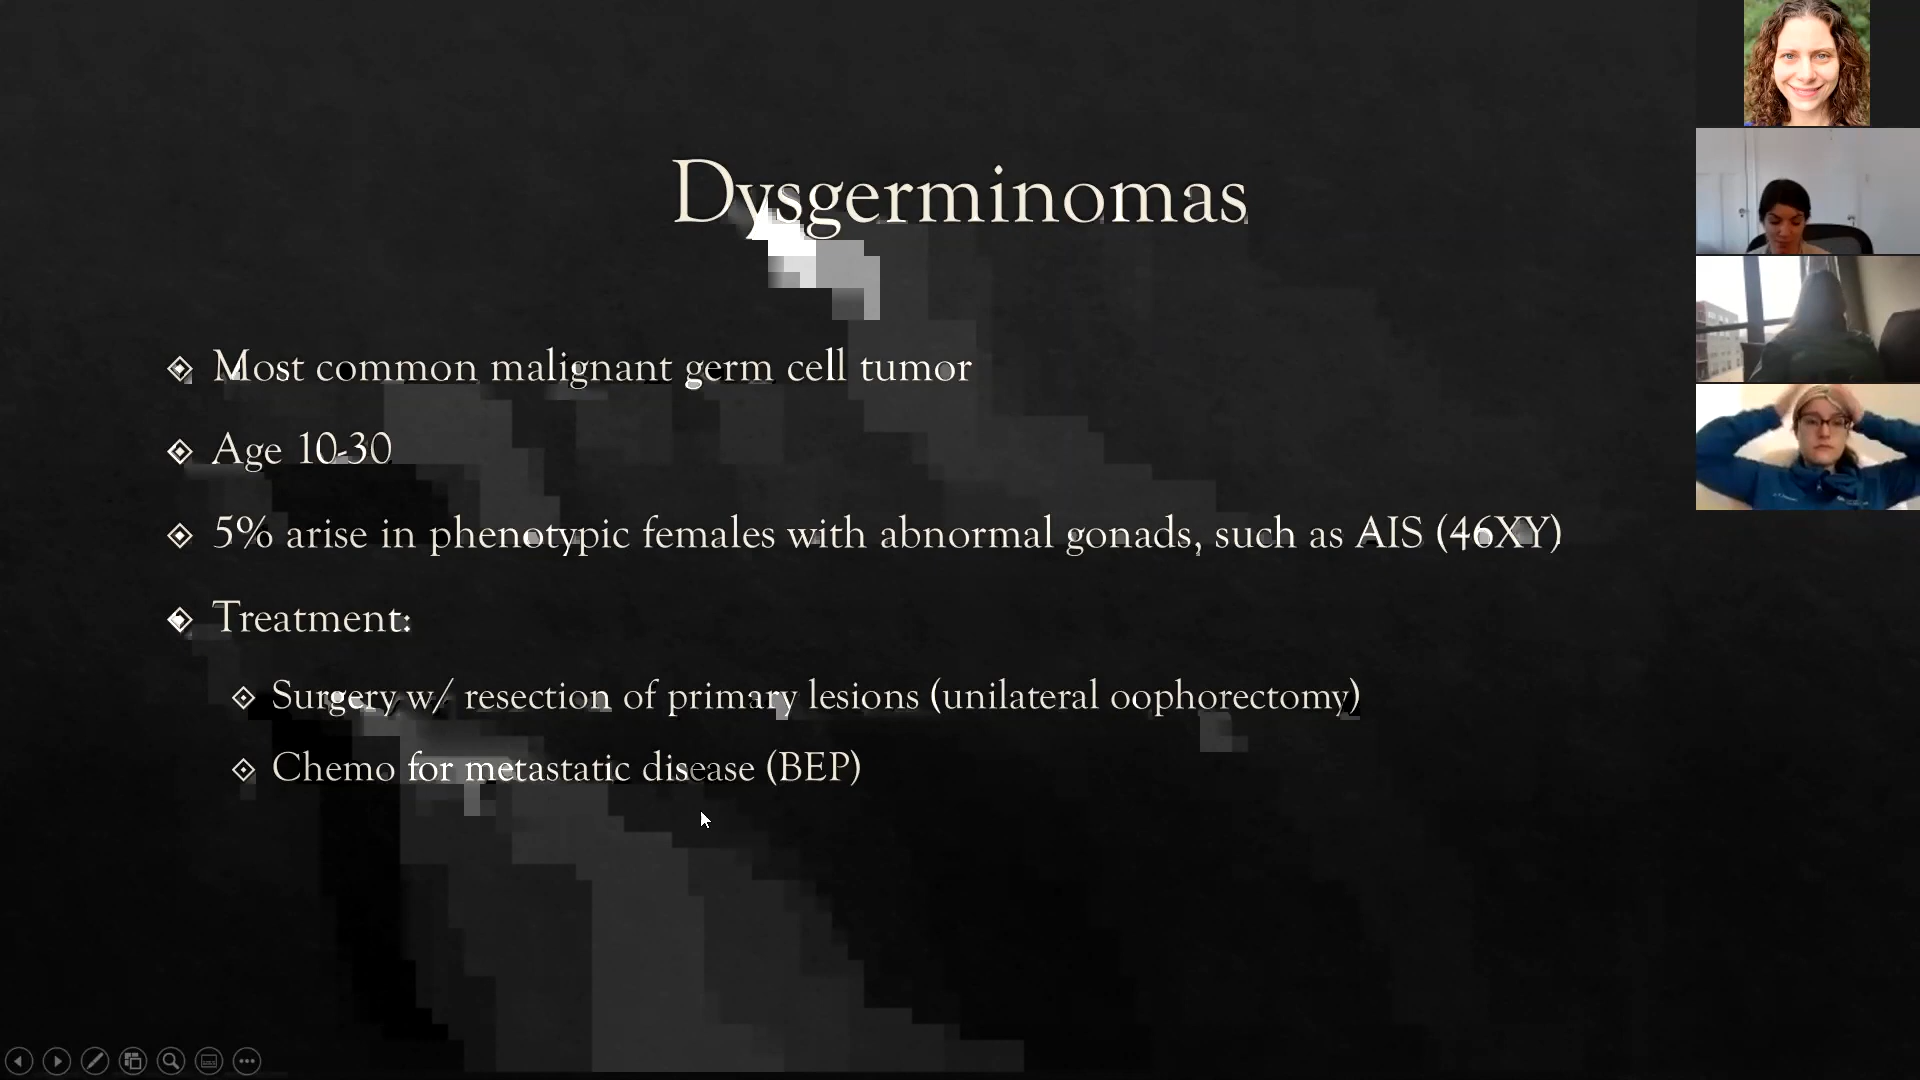 Dysgerminomas
Most common malignant germ cell tumor
Age 10-30
5% arise in phenotypic females with abnormal gonads, such as AIS (46XY)
Treatment:
Surgery w/ resection of primary lesions (unilateral oophorectomy)
Chemo for metastatic disease (BEP)